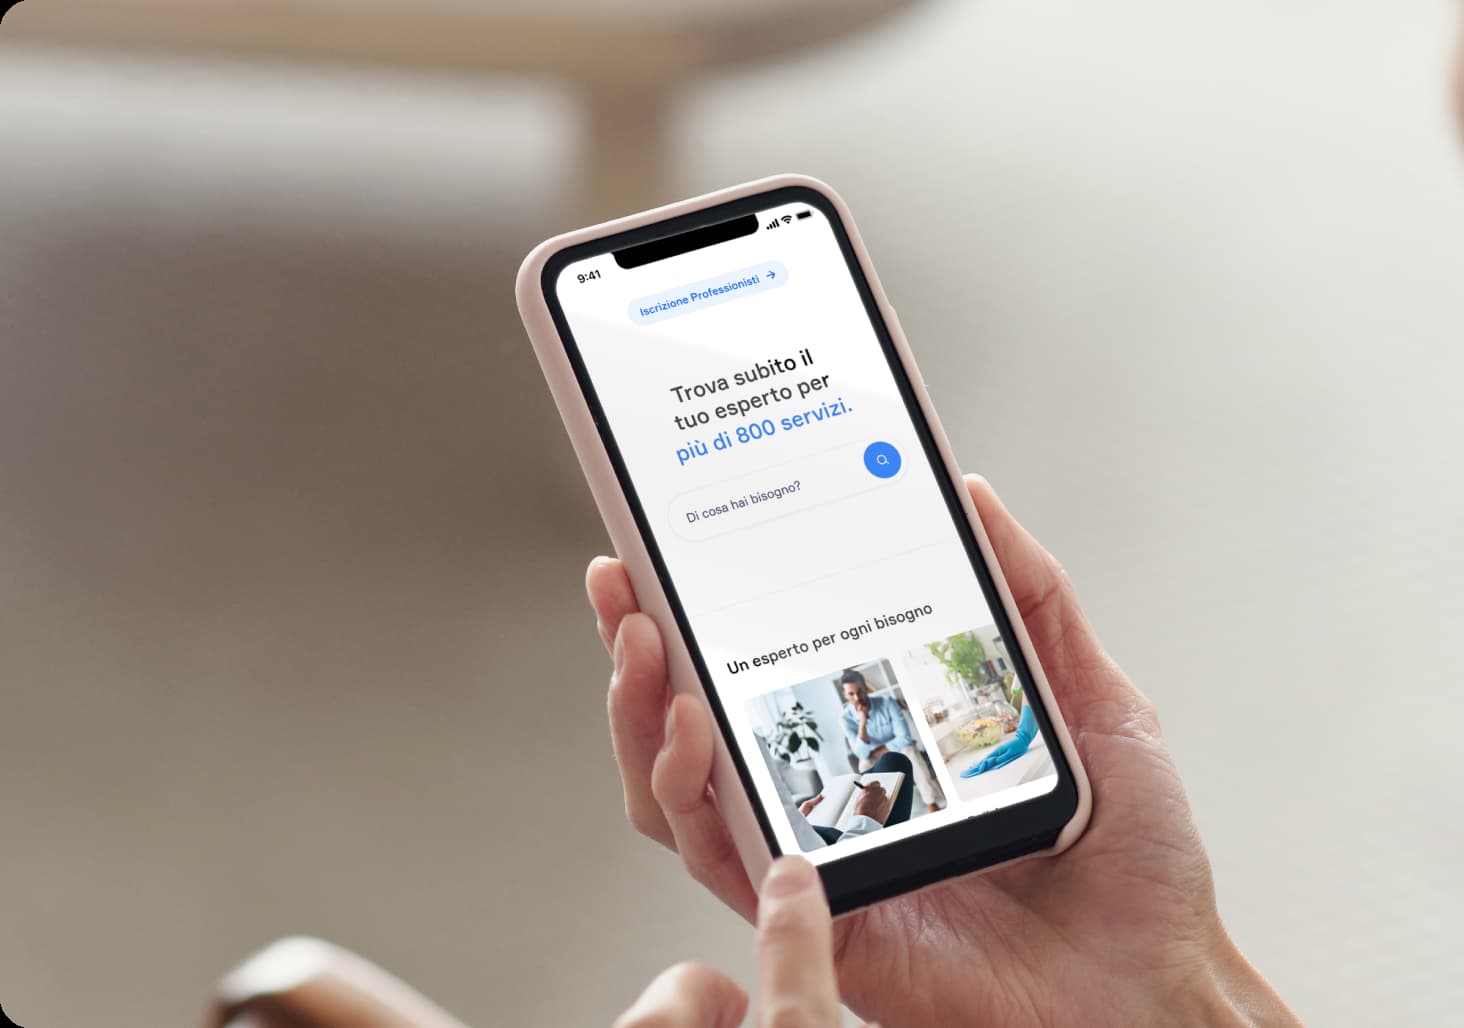 9:41
Iscrizione Professionisti
Trova subito il
tuo esperto per
più di 800 servizi.
Di cosa hai bisogno?
Un esperto per ogni bisogno